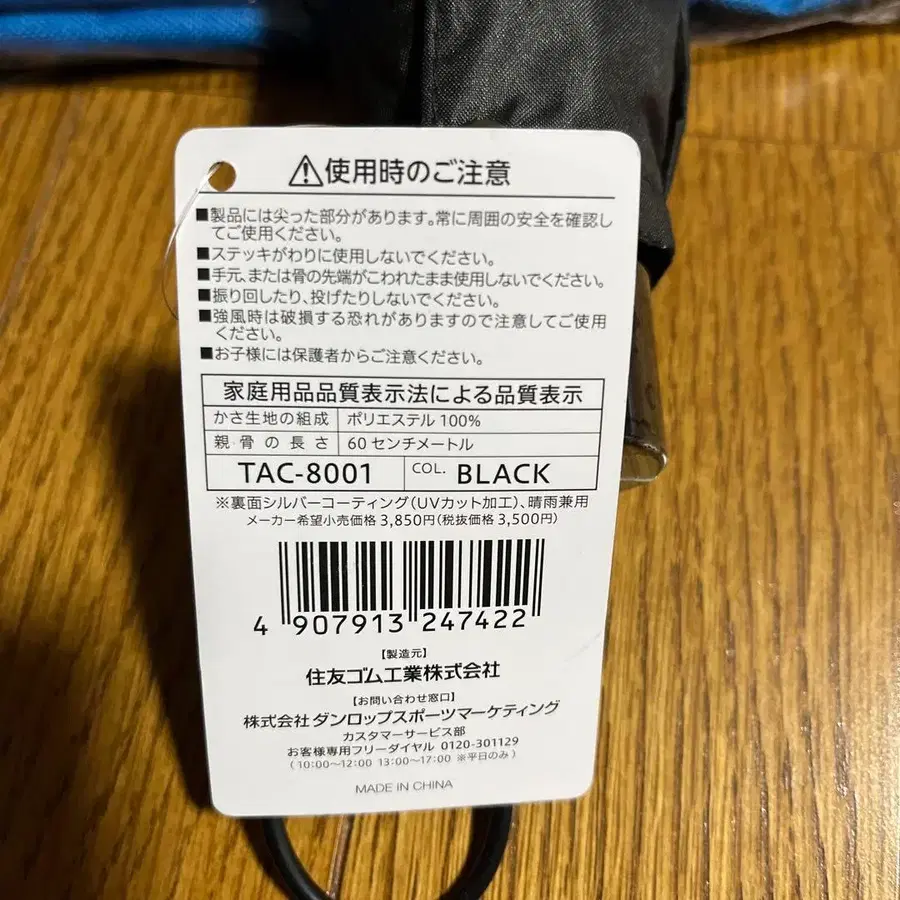 ⚠使用時のご注意
■製品には尖った部分があります。常に周囲の安全を確認し
てご使用ください。
■ステッキがわりに使用しないでください。
■手元、または骨の先端がこわれたまま使用しないでください。
■振り回したり、投げたりしないでください。
■強風時は破損する恐れがありますので注意してご使用
ください。
■お子様には保護者からご注意ください。
家庭用品品質表示法による品質表示
かさ生地の組成 ポリエステル 100%
親骨の長さ 60 センチメートル
TAC-8001 COL. BLACK
※裏面シルバーコーティング(UVカット加工)、晴雨兼用
メーカー希望小売価格 3,850円(税抜価格 3,500円)
4 907913 247422
【製造元】
住友ゴム工業株式会社
【お問い合わせ窓口】
株式会社 ダンロップスポーツマーケティング
カスタマーサービス部
お客様専用フリーダイヤル 0120-301129
(10:00〜12:00 13:00〜17:00 ※平日のみ)
MADE IN CHINA